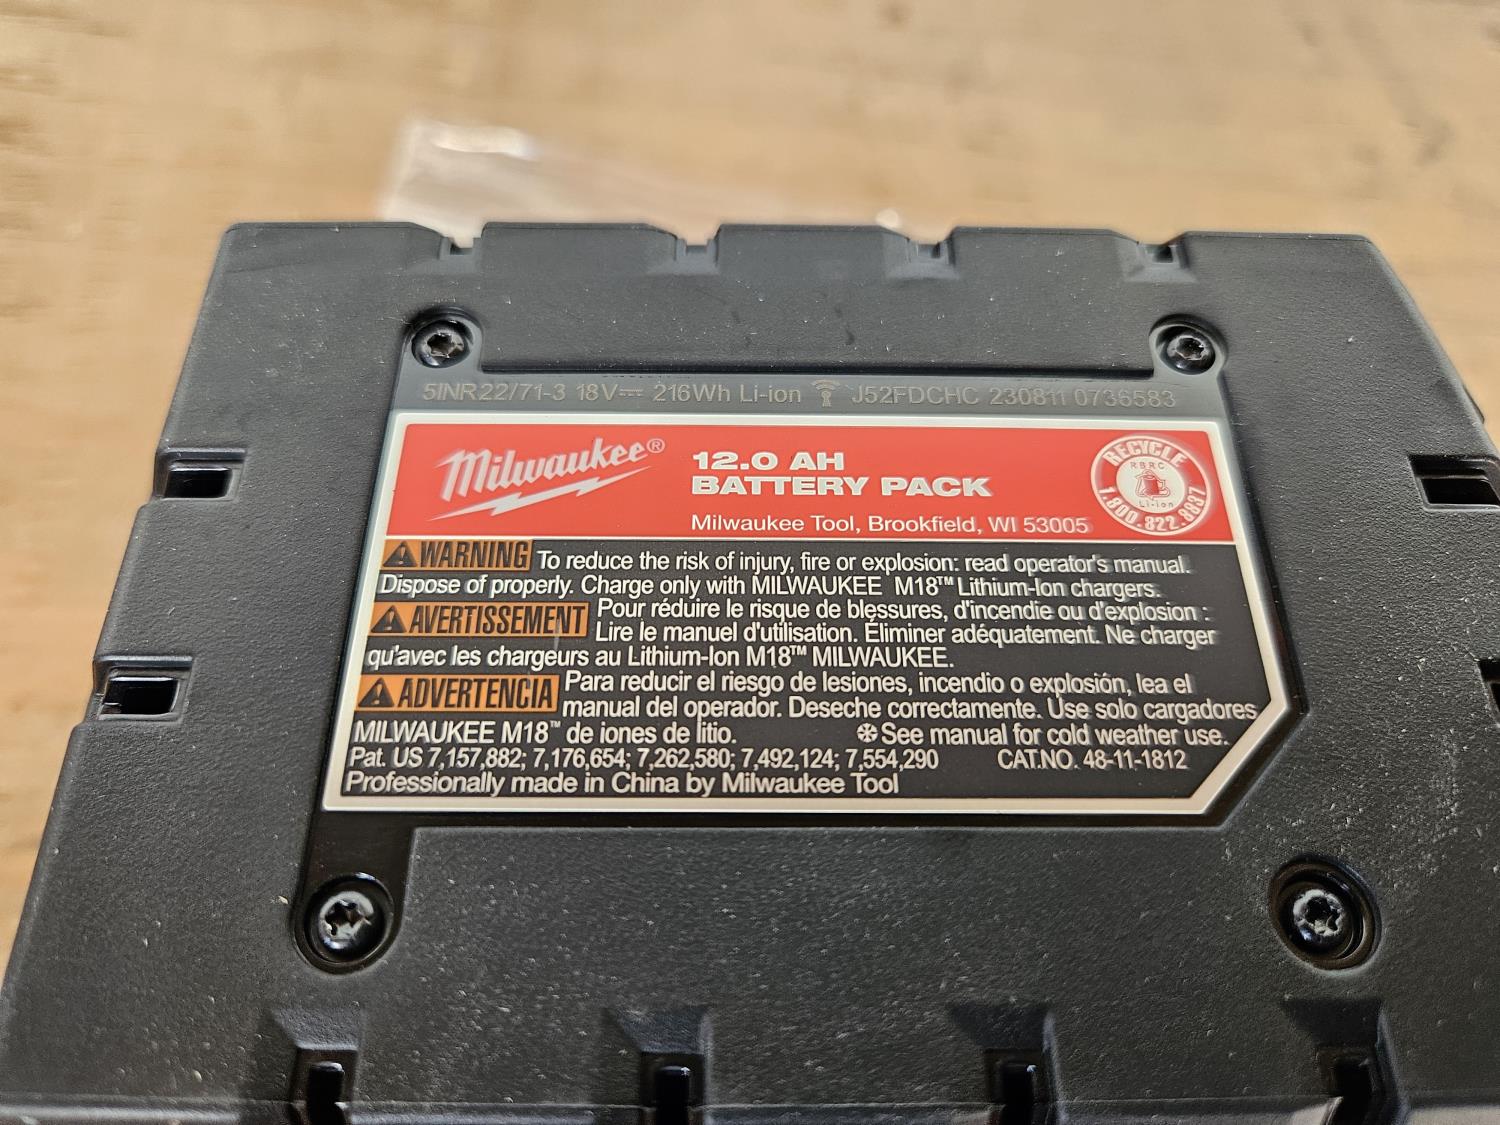 5INR22/71-3 18V 216Wh Li-ion J52FDCHC 230811 0736583
Milwaukee®
12.0 AH
BATTERY PACK
Milwaukee Tool, Brookfield, WI 53005
RECYCLE
RBRC
Li-ion
1.800.822.8837
WARNING To reduce the risk of injury, fire or explosion: read operator's manual.
Dispose of properly. Charge only with MILWAUKEE M18™ Lithium-Ion chargers.
AVERTISSEMENT Pour réduire le risque de blessures, d'incendie ou d'explosion :
Lire le manuel d'utilisation. Éliminer adéquatement. Ne charger
qu'avec les chargeurs au Lithium-Ion M18™ MILWAUKEE.
ADVERTENCIA Para reducir el riesgo de lesiones, incendio o explosión, lea el
manual del operador. Deseche correctamente. Use solo cargadores
MILWAUKEE M18™ de iones de litio. ❄See manual for cold weather use.
Pat. US 7,157,882; 7,176,654; 7,262,580; 7,492,124; 7,554,290 CAT.NO. 48-11-1812
Professionally made in China by Milwaukee Tool